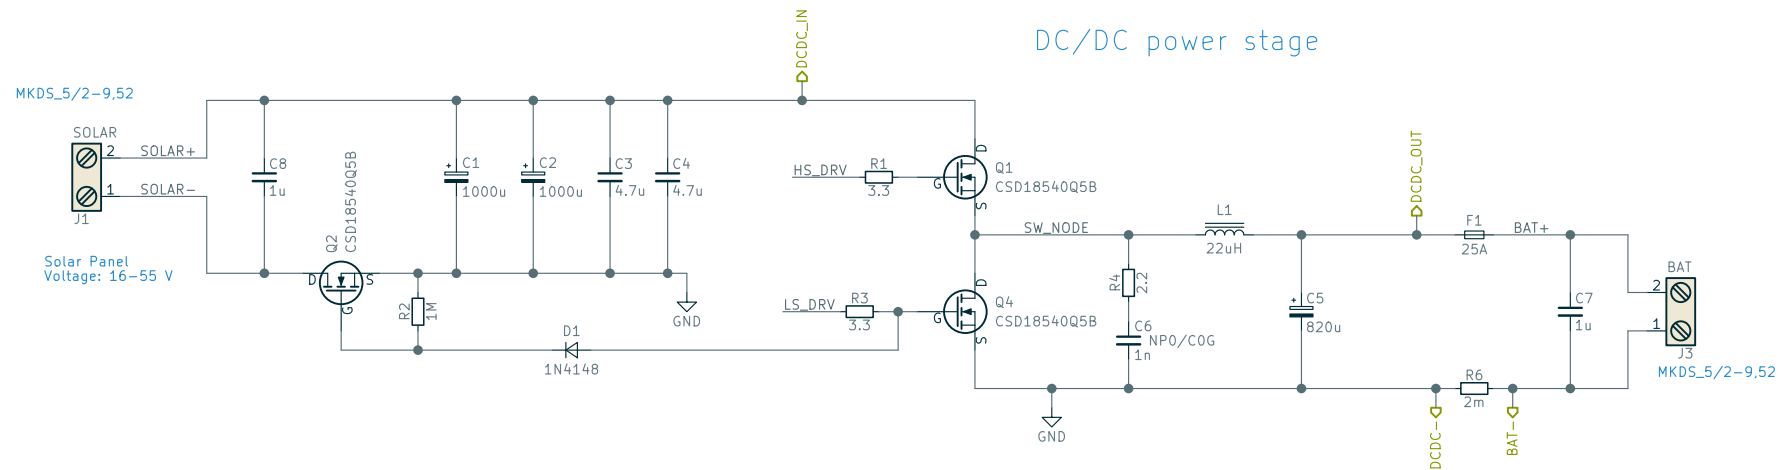 DC/DC power stage
DCDC_IN
MKDS_5/2-9,52
SOLAR
2
SOLAR+
1
SOLAR-
J1
Solar Panel
Voltage: 16-55 V
C8
1u
Q2
CSD18540Q5B
D
S
G
R2
1M
C1
1000u
C2
1000u
C3
4.7u
C4
4.7u
GND
D1
1N4148
HS_DRV
R1
3.3
G
D
S
Q1
CSD18540Q5B
LS_DRV
R3
3.3
G
D
S
Q4
CSD18540Q5B
SW_NODE
R4
2.2
C6
NP0/C0G
1n
GND
L1
22uH
C5
820u
DCDC_OUT
F1
25A
BAT+
C7
1u
BAT
2
1
J3
MKDS_5/2-9,52
R6
2m
DCDC-
BAT-